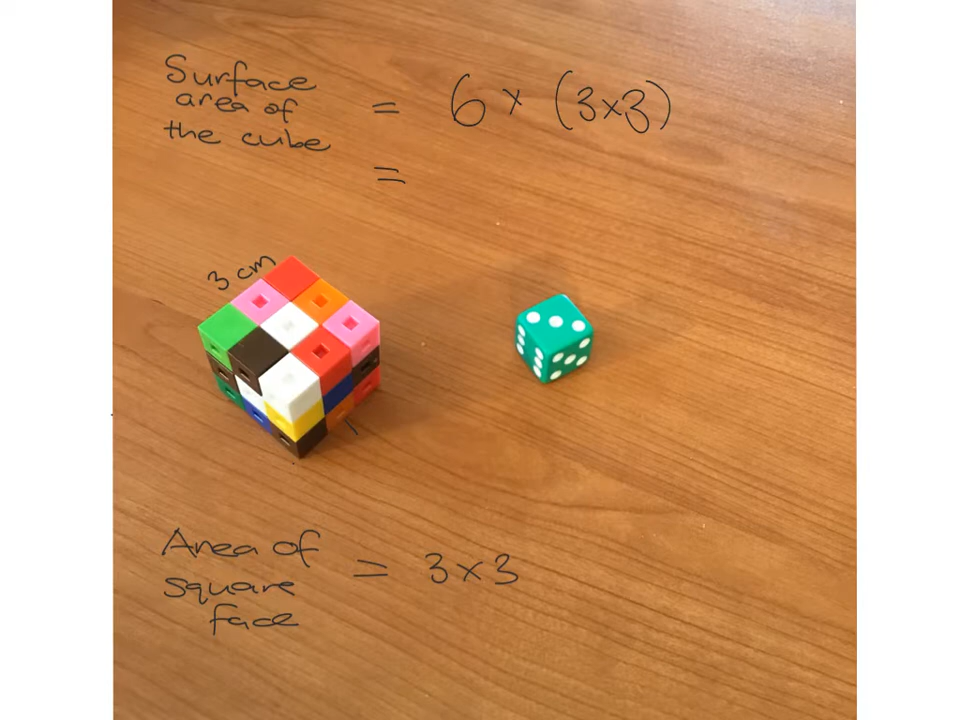 Surface
area of = 6 × (3×3)
the cube
=
3 cm
Area of
square = 3×3
face